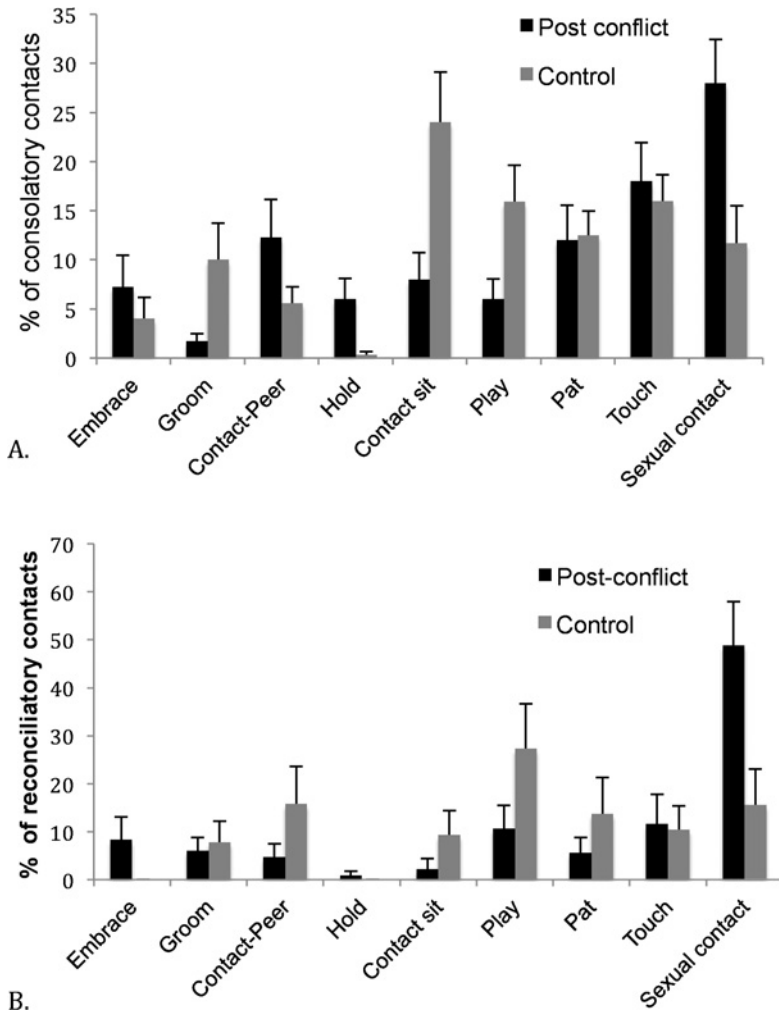 % of consolatory contacts
35
30
25
20
15
10
5
0
Post conflict
Control
Embrace
Groom
Contact-Peer
Hold
Contact sit
Play
Pat
Touch
Sexual contact
A.
% of reconciliatory contacts
70
60
50
40
30
20
10
0
Post-conflict
Control
Embrace
Groom
Contact-Peer
Hold
Contact sit
Play
Pat
Touch
Sexual contact
B.